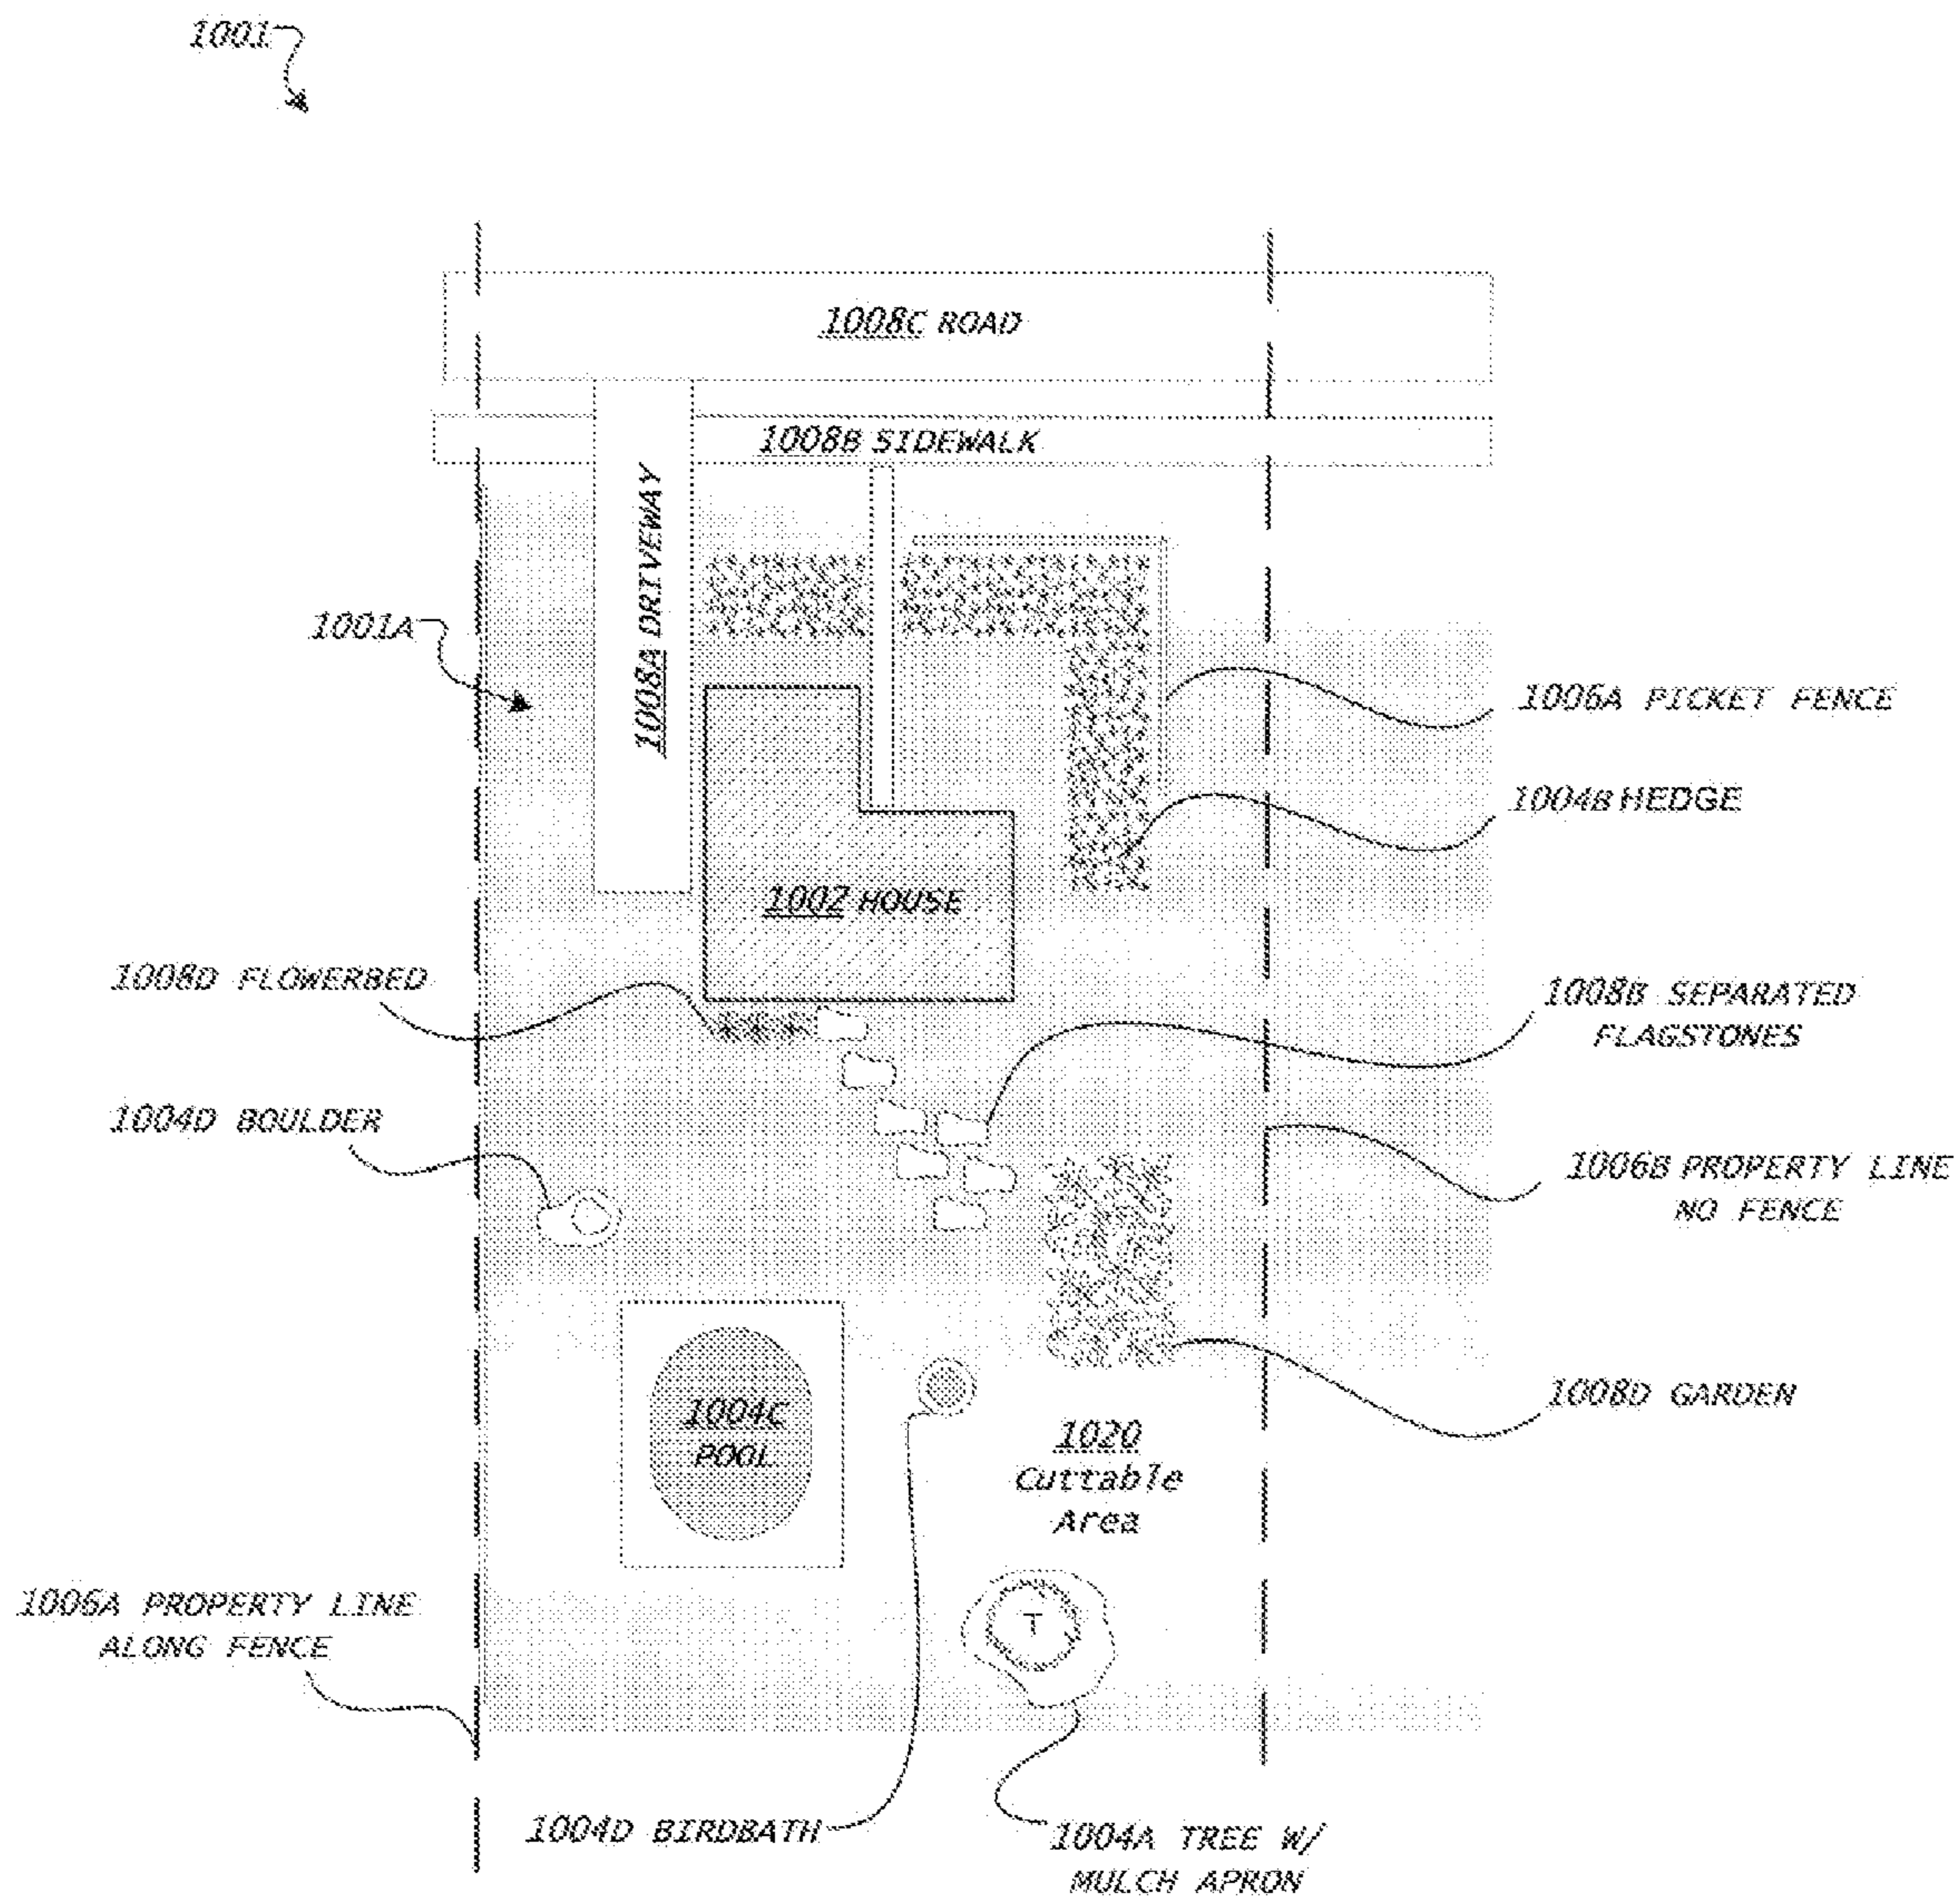 1001
1008C ROAD
1008B SIDEWALK
1008A DRIVEWAY
1001A
1006A PICKET FENCE
1004B HEDGE
1002 HOUSE
1008D FLOWERBED
1008B SEPARATED
FLAGSTONES
1004D BOULDER
1006B PROPERTY LINE
NO FENCE
1004C
POOL
1008D GARDEN
1020
Cuttable
Area
1006A PROPERTY LINE
ALONG FENCE
T
1004D BIRDBATH
1004A TREE W/
MULCH APRON